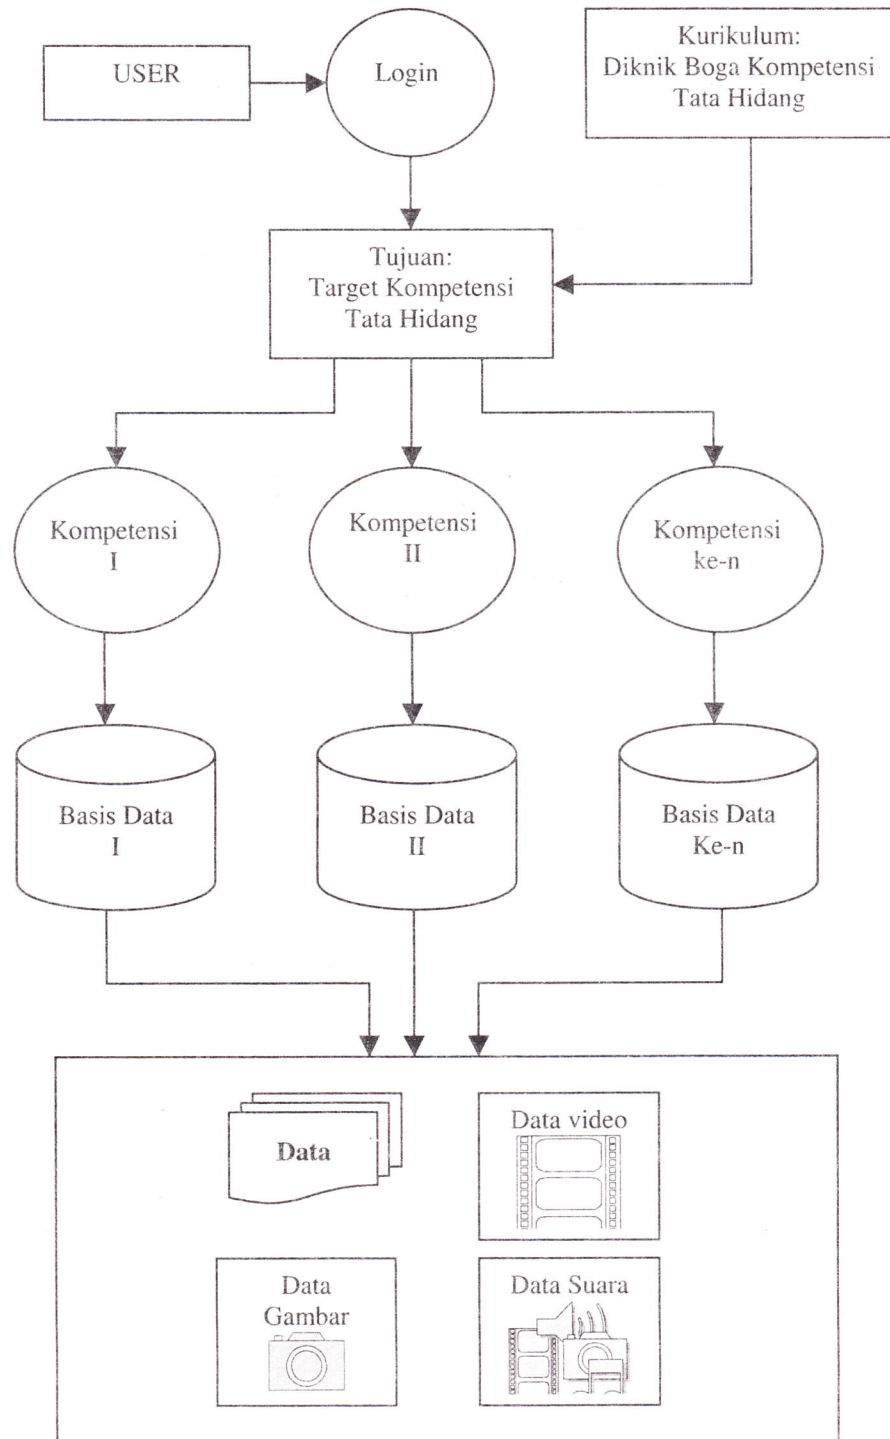 USER
Login
Kurikulum:
Diknik Boga Kompetensi
Tata Hidang
Tujuan:
Target Kompetensi
Tata Hidang
Kompetensi
I
Kompetensi
II
Kompetensi
ke-n
Basis Data
I
Basis Data
II
Basis Data
Ke-n
Data
Data video
Data
Gambar
Data Suara